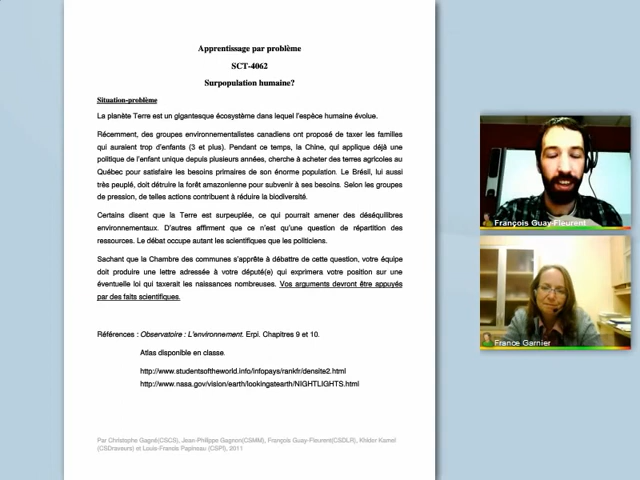 Apprentissage par problème
SCT-4062
Surpopulation humaine?
Situation-problème
La planète Terre est un gigantesque écosystème dans lequel l'espèce humaine évolue.
Récemment, des groupes environnementalistes canadiens ont proposé de taxer les familles
qui auraient trop d'enfants (3 et plus). Pendant ce temps, la Chine, qui applique déjà une
politique de l'enfant unique depuis plusieurs années, cherche à acheter des terres agricoles au
Québec pour satisfaire les besoins primaires de son énorme population. Le Brésil, lui aussi
très peuplé, doit détruire la forêt amazonienne pour subvenir à ses besoins. Selon les groupes
de pression, de telles actions contribuent à réduire la biodiversité.
Certains disent que la Terre est surpeuplée, ce qui pourrait amener des déséquilibres
environnementaux. D'autres affirment que ce n'est qu'une question de répartition des
ressources. Le débat occupe autant les scientifiques que les politiciens.
Sachant que la Chambre des communes s'apprête à débattre de cette question, votre équipe
doit produire une lettre adressée à votre député(e) qui exprimera votre position sur une
éventuelle loi qui taxerait les naissances nombreuses. Vos arguments devront être appuyés
par des faits scientifiques.
Références : Observatoire : L'environnement. Erpi. Chapitres 9 et 10.
Atlas disponible en classe.
http://www.studentsoftheworld.info/infopays/rankfr/densite2.html
http://www.nasa.gov/vision/earth/lookingatearth/NIGHTLIGHTS.html
Par Christophe Gagné(CSCS), Jean-Philippe Gagnon(CSMM), François Guay-Fleurent(CSDLR), Khider Kamel
(CSDraveurs) et Louis-Francis Papineau (CSPI), 2011
François Guay-Fleurent
France Garnier